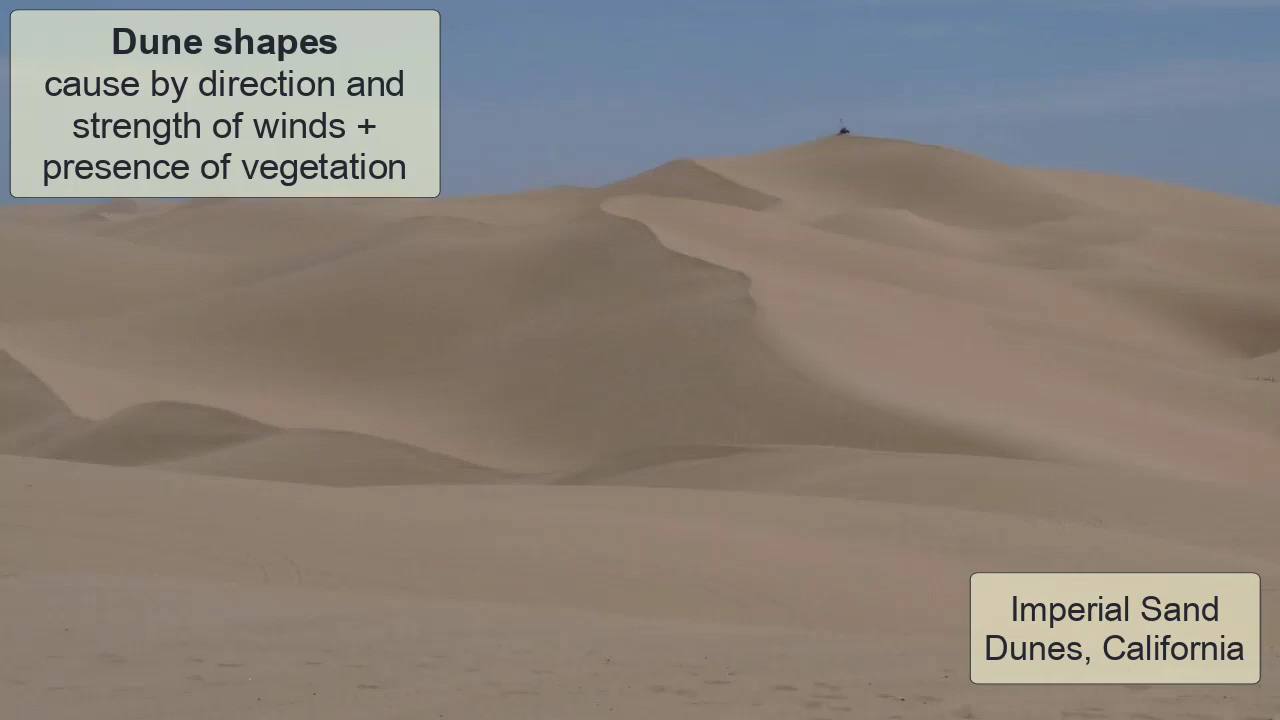 Dune shapes
cause by direction and
strength of winds +
presence of vegetation
Imperial Sand
Dunes, California